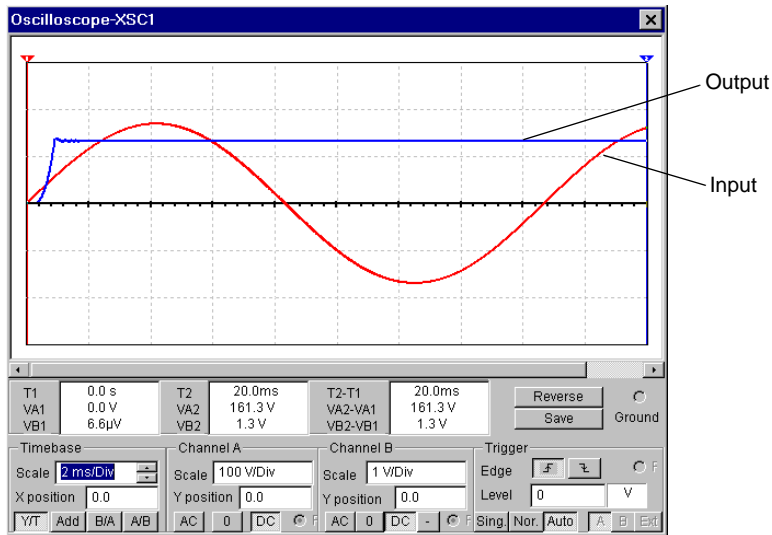 Oscilloscope-XSC1
Output
Input
T1 0.0 s T2 20.0ms T2-T1 20.0ms
VA1 0.0 V VA2 161.3 V VA2-VA1 161.3 V
VB1 6.6µV VB2 1.3 V VB2-VB1 1.3 V
Reverse
Save
Ground
Timebase
Scale 2 ms/Div
X position 0.0
Y/T Add B/A A/B
Channel A
Scale 100 V/Div
Y position 0.0
AC 0 DC
Channel B
Scale 1 V/Div
Y position 0.0
AC 0 DC -
Trigger
Edge
Level 0 V
Sing. Nor. Auto A B Ext